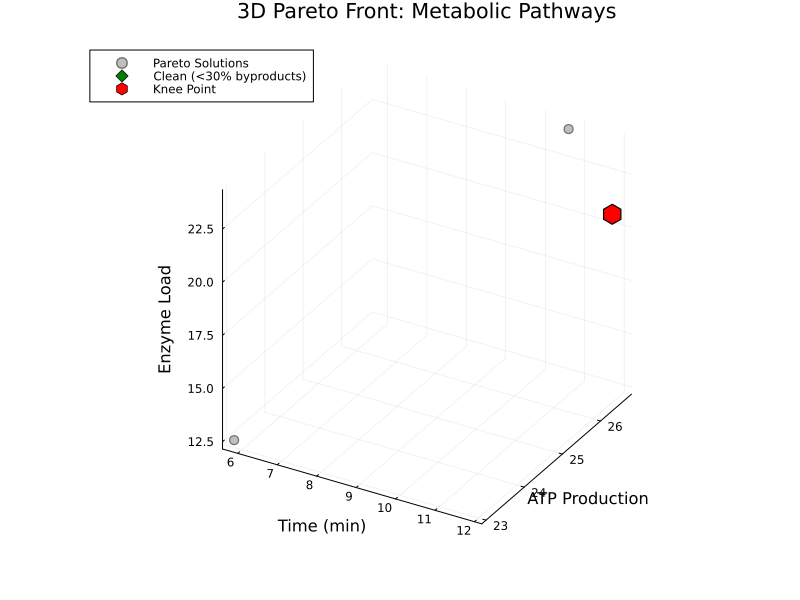 3D Pareto Front: Metabolic Pathways
Pareto Solutions
Clean (<30% byproducts)
Knee Point
Enzyme Load
22.5
20.0
17.5
15.0
12.5
6
7
8
9
10
11
12
Time (min)
23
24
25
26
ATP Production